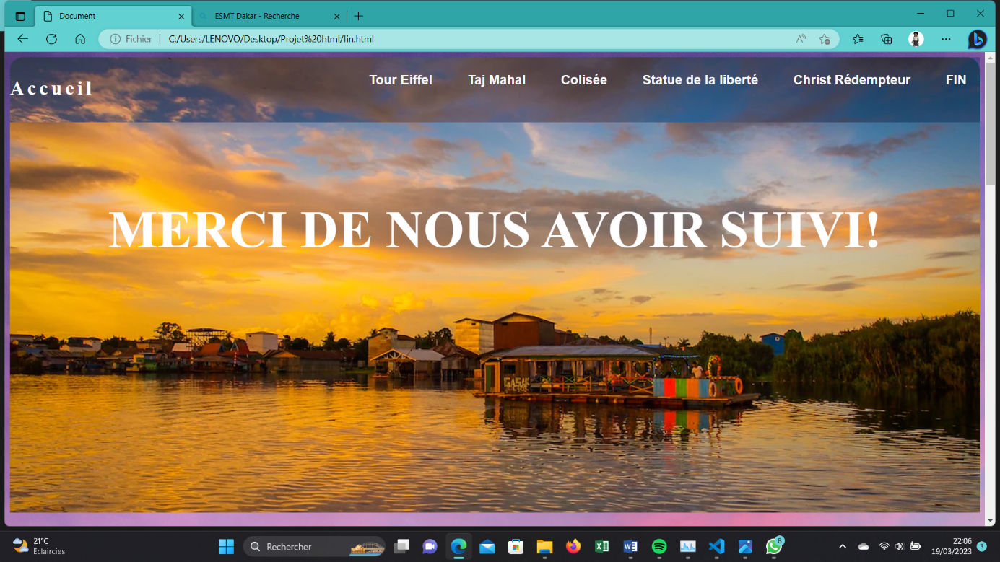 Document
ESMT Dakar - Recherche
Fichier
C:/Users/LENOVO/Desktop/Projet%20html/fin.html
Accueil
Tour Eiffel
Taj Mahal
Colisée
Statue de la liberté
Christ Rédempteur
FIN
MERCI DE NOUS AVOIR SUIVI!
21°C
Eclaircies
Rechercher
8
22:06
19/03/2023
3